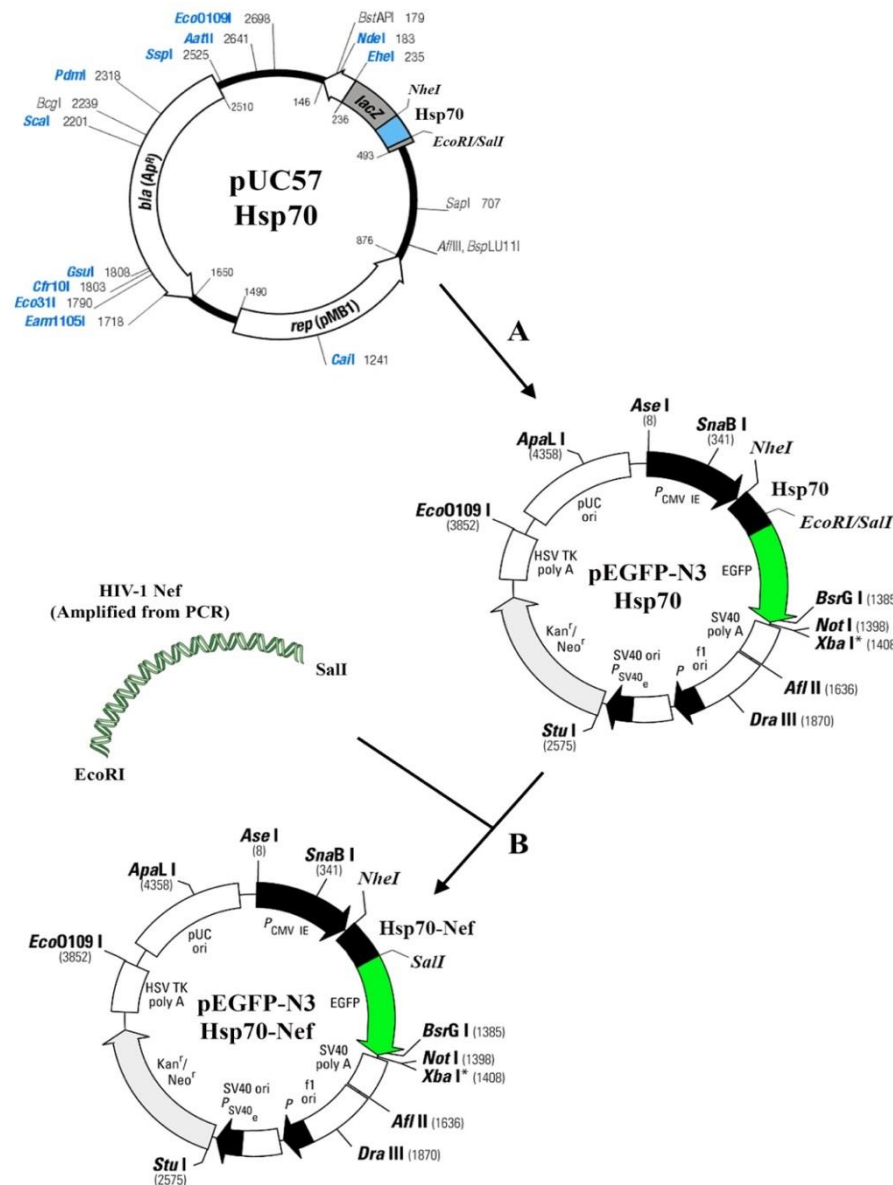 EcoO109I 2698
AatII 2641
SspI 2525
PdmI 2318
BcgI 2239
ScaI 2201
BstAPI 179
NdeI 183
EheI 235
NheI
Hsp70
EcoRI/SalI
2510
146
236
lacZ
493
bla (ApR)
pUC57
Hsp70
SapI 707
AflIII, BspLU11I
876
GsuI 1808
Cfr10I 1803
Eco31I 1790
Eam1105I 1718
1650
1490
rep (pMB1)
CaiI 1241
A
Ase I
(8)
SnaB I
(341)
NheI
ApaL I
(4358)
Hsp70
EcoRI/SalI
PCMV IE
pUC
ori
EcoO109 I
(3852)
HSV TK
poly A
pEGFP-N3
Hsp70
EGFP
BsrG I (1385)
Not I (1398)
Xba I* (1408)
SV40
poly A
Kanr/
Neor
SV40 ori
PSV40e
P
f1
ori
Afl II (1636)
Dra III (1870)
Stu I
(2575)
HIV-1 Nef
(Amplified from PCR)
SalI
EcoRI
B
Ase I
(8)
SnaB I
(341)
NheI
ApaL I
(4358)
Hsp70-Nef
SalI
PCMV IE
pUC
ori
EcoO109 I
(3852)
HSV TK
poly A
pEGFP-N3
Hsp70-Nef
EGFP
BsrG I (1385)
Not I (1398)
Xba I* (1408)
SV40
poly A
Kanr/
Neor
SV40 ori
PSV40e
P
f1
ori
Afl II (1636)
Dra III (1870)
Stu I
(2575)